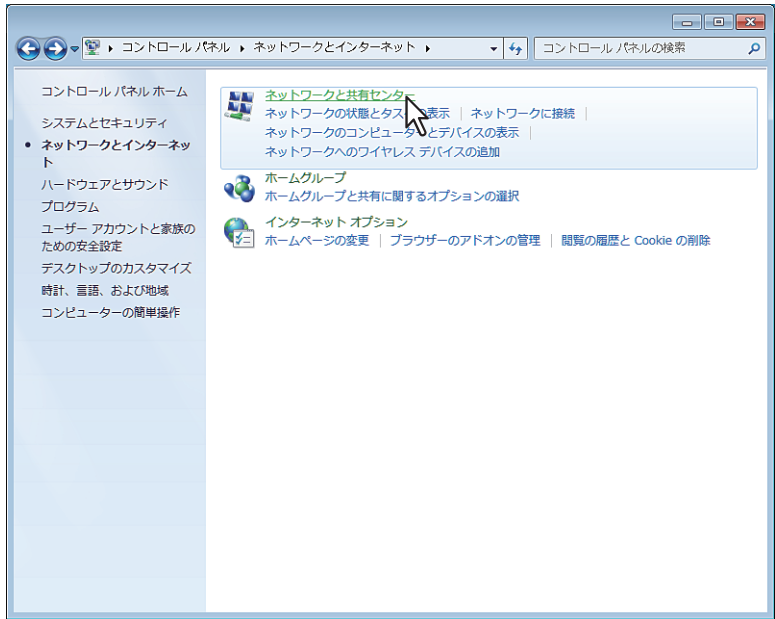 コントロール パネル ▸ ネットワークとインターネット ▸
コントロール パネルの検索
コントロール パネル ホーム
システムとセキュリティ
• ネットワークとインターネッ
ト
ハードウェアとサウンド
プログラム
ユーザー アカウントと家族の
ための安全設定
デスクトップのカスタマイズ
時計、言語、および地域
コンピューターの簡単操作
ネットワークと共有センター
ネットワークの状態とタスクの表示 | ネットワークに接続 |
ネットワークのコンピューターとデバイスの表示 |
ネットワークへのワイヤレス デバイスの追加
ホームグループ
ホームグループと共有に関するオプションの選択
インターネット オプション
ホームページの変更 | ブラウザーのアドオンの管理 | 閲覧の履歴と Cookie の削除